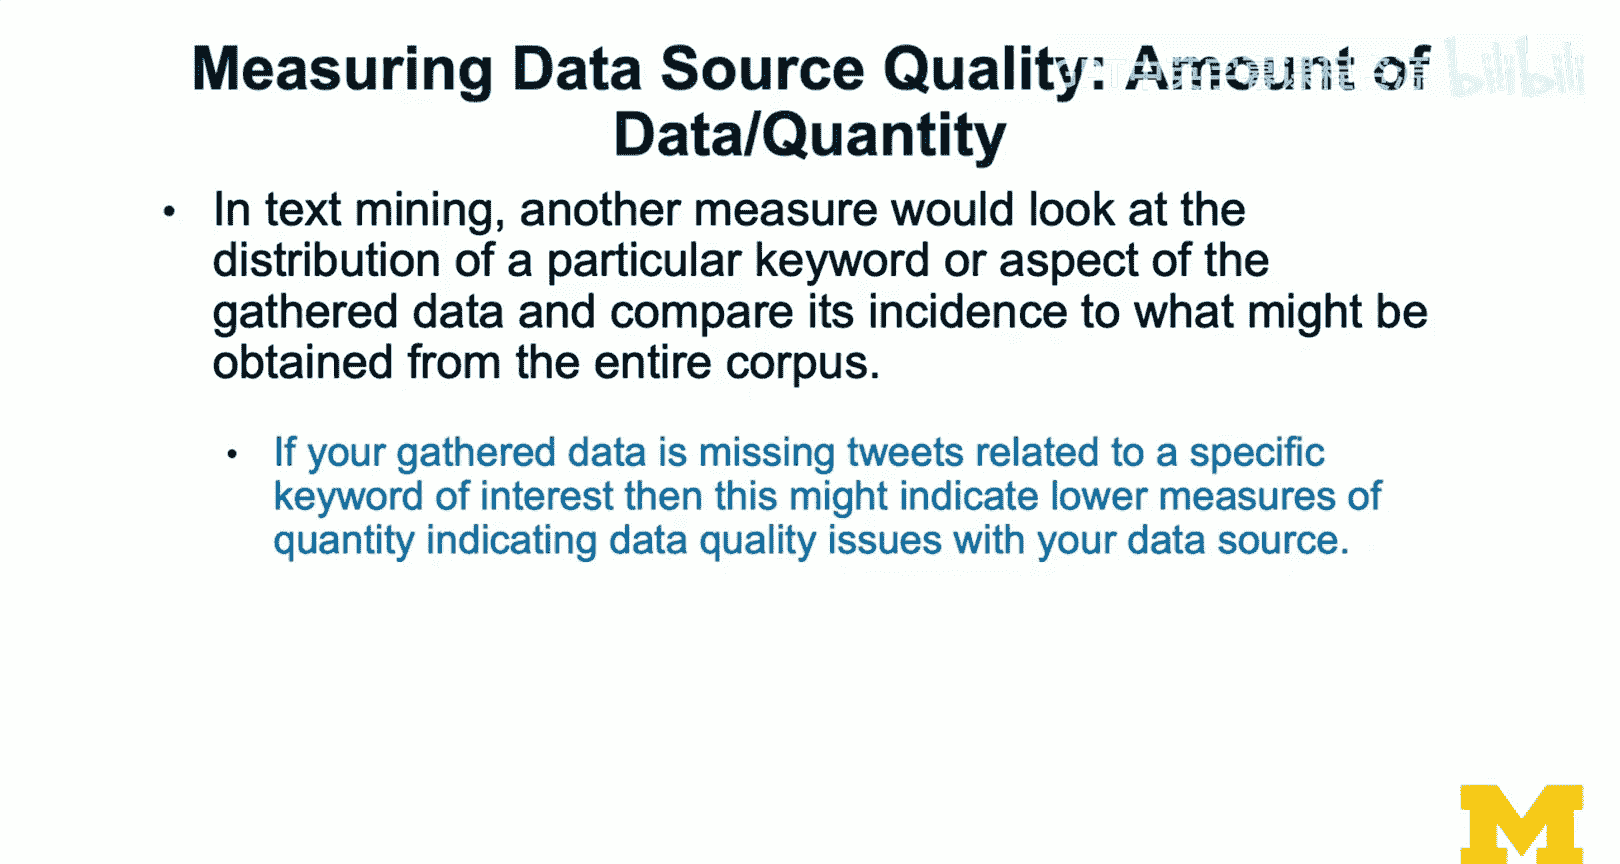 Measuring Data Source Quality: Amount of
Data/Quantity
• In text mining, another measure would look at the
distribution of a particular keyword or aspect of the
gathered data and compare its incidence to what might be
obtained from the entire corpus.
• If your gathered data is missing tweets related to a specific
keyword of interest then this might indicate lower measures of
quantity indicating data quality issues with your data source.
bilibili
M